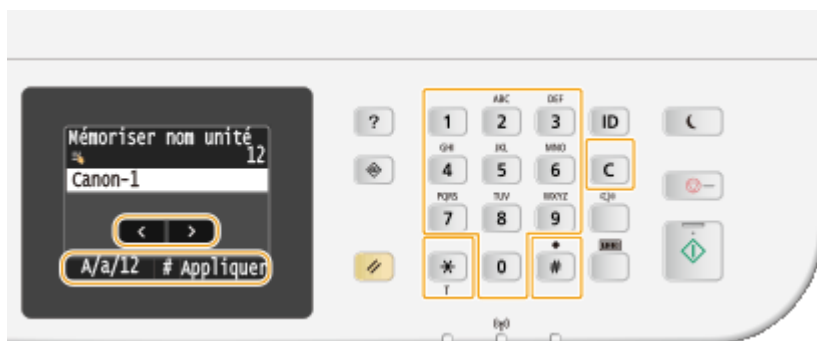 Mémoriser nom unité
12
Canon-1
< >
A/a/12 # Appliquer
?
ABC DEF
1 2 3 ID
GHI JKL MNO
4 5 6 C
PQRS TUV WXYZ
7 8 9
* 0 #
T